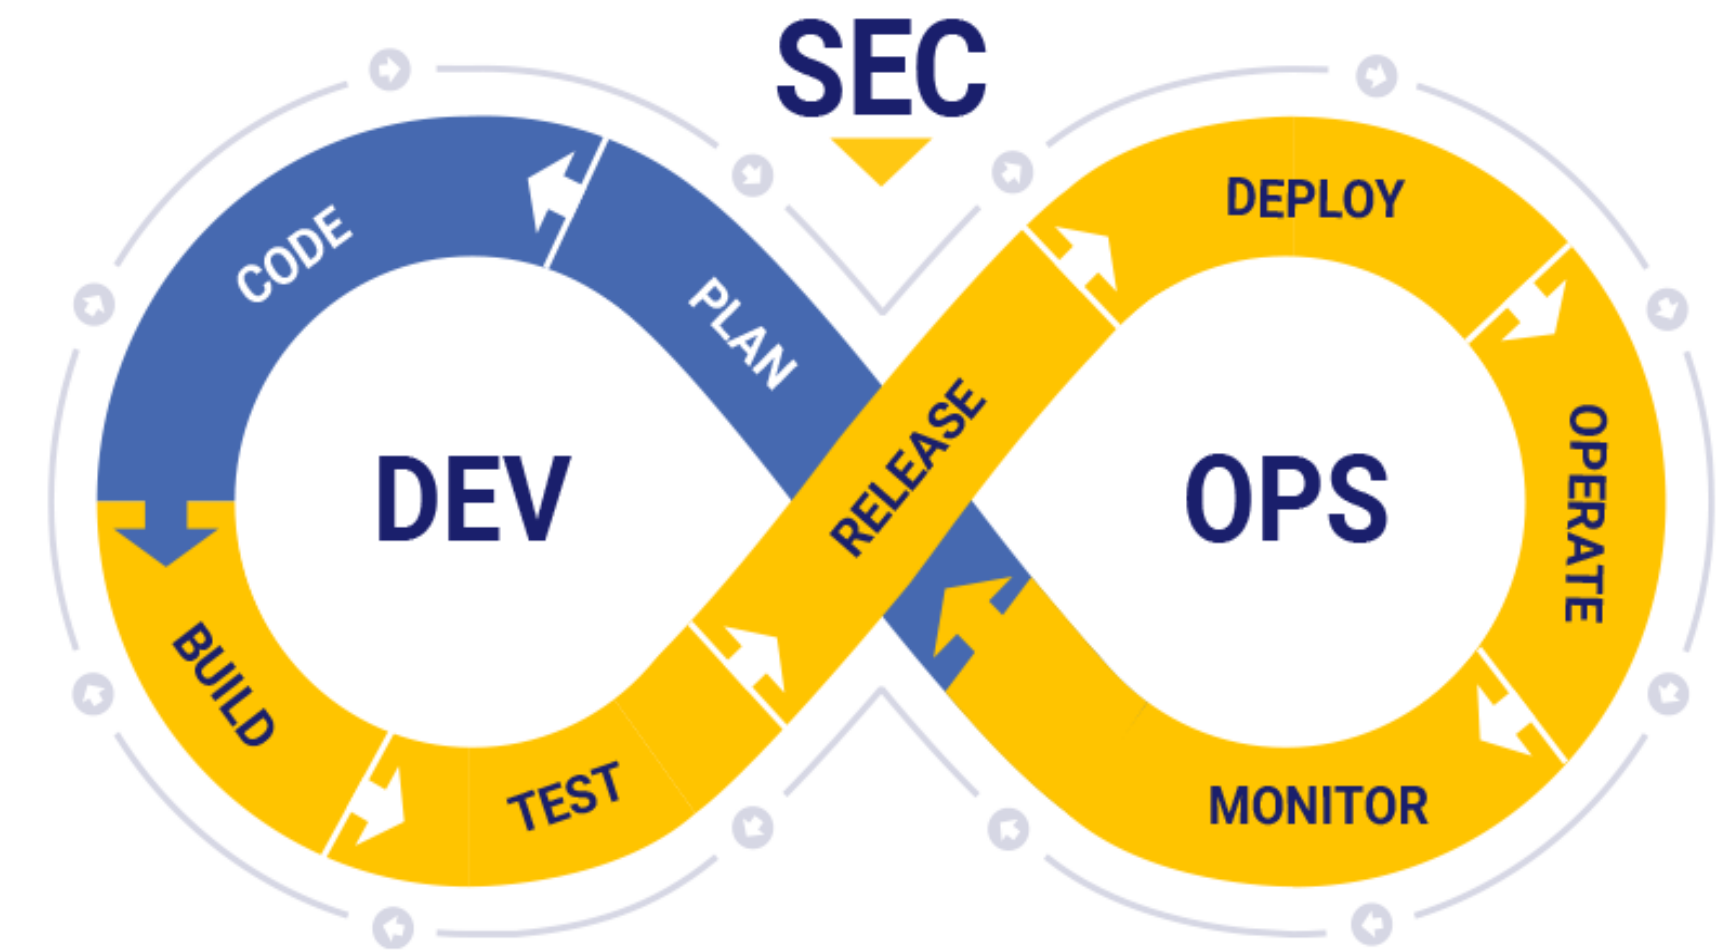 SEC
DEPLOY
CODE
PLAN
RELEASE
OPERATE
DEV
OPS
BUILD
TEST
MONITOR